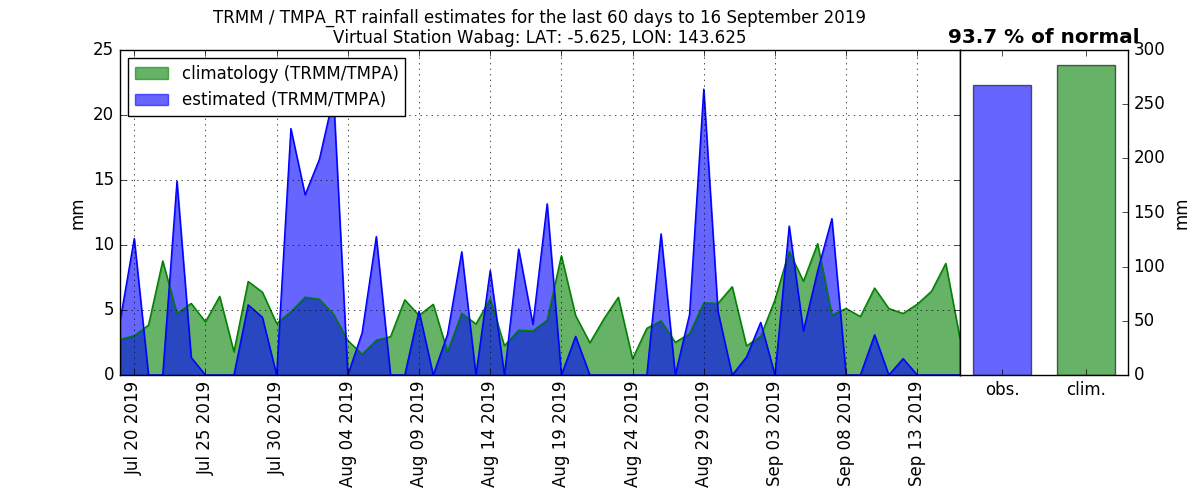 TRMM / TMPA_RT rainfall estimates for the last 60 days to 16 September 2019
Virtual Station Wabag: LAT: -5.625, LON: 143.625
93.7 % of normal
climatology (TRMM/TMPA)
estimated (TRMM/TMPA)
mm
25
20
15
10
5
0
Jul 20 2019
Jul 25 2019
Jul 30 2019
Aug 04 2019
Aug 09 2019
Aug 14 2019
Aug 19 2019
Aug 24 2019
Aug 29 2019
Sep 03 2019
Sep 08 2019
Sep 13 2019
obs.
clim.
300
250
200
150
100
50
0
mm